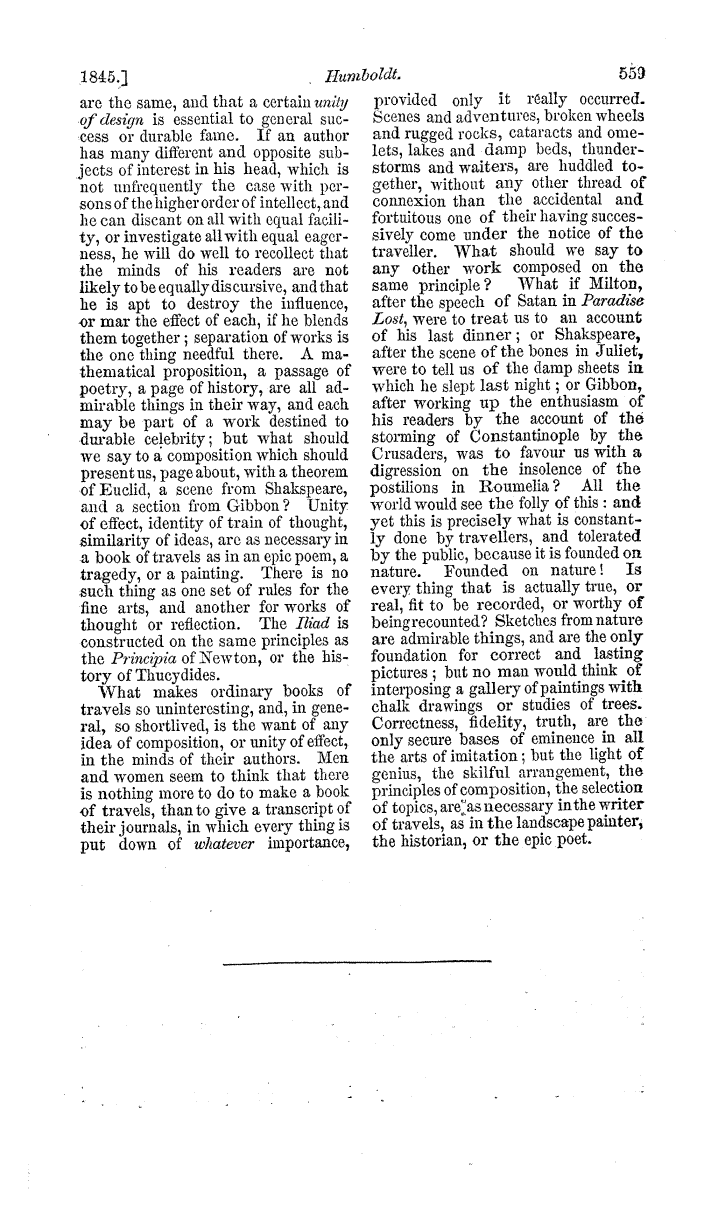 1845.] Humboldt. 559
are the same, and that a certain unity
of design is essential to general suc-
cess or durable fame. If an author
has many different and opposite sub-
jects of interest in his head, which is
not unfrequently the case with per-
sons of the higher order of intellect, and
he can discant on all with equal facili-
ty, or investigate all with equal eager-
ness, he will do well to recollect that
the minds of his readers are not
likely to be equally discursive, and that
he is apt to destroy the influence,
or mar the effect of each, if he blends
them together; separation of works is
the one thing needful there. A ma-
thematical proposition, a passage of
poetry, a page of history, are all ad-
mirable things in their way, and each
may be part of a work destined to
durable celebrity; but what should
we say to a composition which should
present us, page about, with a theorem
of Euclid, a scene from Shakspeare,
and a section from Gibbon? Unity
of effect, identity of train of thought,
similarity of ideas, are as necessary in
a book of travels as in an epic poem, a
tragedy, or a painting. There is no
such thing as one set of rules for the
fine arts, and another for works of
thought or reflection. The Iliad is
constructed on the same principles as
the Principia of Newton, or the his-
tory of Thucydides.
What makes ordinary books of
travels so uninteresting, and, in gene-
ral, so shortlived, is the want of any
idea of composition, or unity of effect,
in the minds of their authors. Men
and women seem to think that there
is nothing more to do to make a book
of travels, than to give a transcript of
their journals, in which every thing is
put down of whatever importance,
provided only it really occurred.
Scenes and adventures, broken wheels
and rugged rocks, cataracts and ome-
lets, lakes and damp beds, thunder-
storms and waiters, are huddled to-
gether, without any other thread of
connexion than the accidental and
fortuitous one of their having succes-
sively come under the notice of the
traveller. What should we say to
any other work composed on the
same principle? What if Milton,
after the speech of Satan in Paradise
Lost, were to treat us to an account
of his last dinner; or Shakspeare,
after the scene of the bones in Juliet,
were to tell us of the damp sheets in
which he slept last night; or Gibbon,
after working up the enthusiasm of
his readers by the account of the
storming of Constantinople by the
Crusaders, was to favour us with a
digression on the insolence of the
postilions in Roumelia? All the
world would see the folly of this: and
yet this is precisely what is constant-
ly done by travellers, and tolerated
by the public, because it is founded on
nature. Founded on nature! Is
every thing that is actually true, or
real, fit to be recorded, or worthy of
being recounted? Sketches from nature
are admirable things, and are the only
foundation for correct and lasting
pictures; but no man would think of
interposing a gallery of paintings with
chalk drawings or studies of trees.
Correctness, fidelity, truth, are the
only secure bases of eminence in all
the arts of imitation; but the light of
genius, the skilful arrangement, the
principles of composition, the selection
of topics, are as necessary in the writer
of travels, as in the landscape painter,
the historian, or the epic poet.